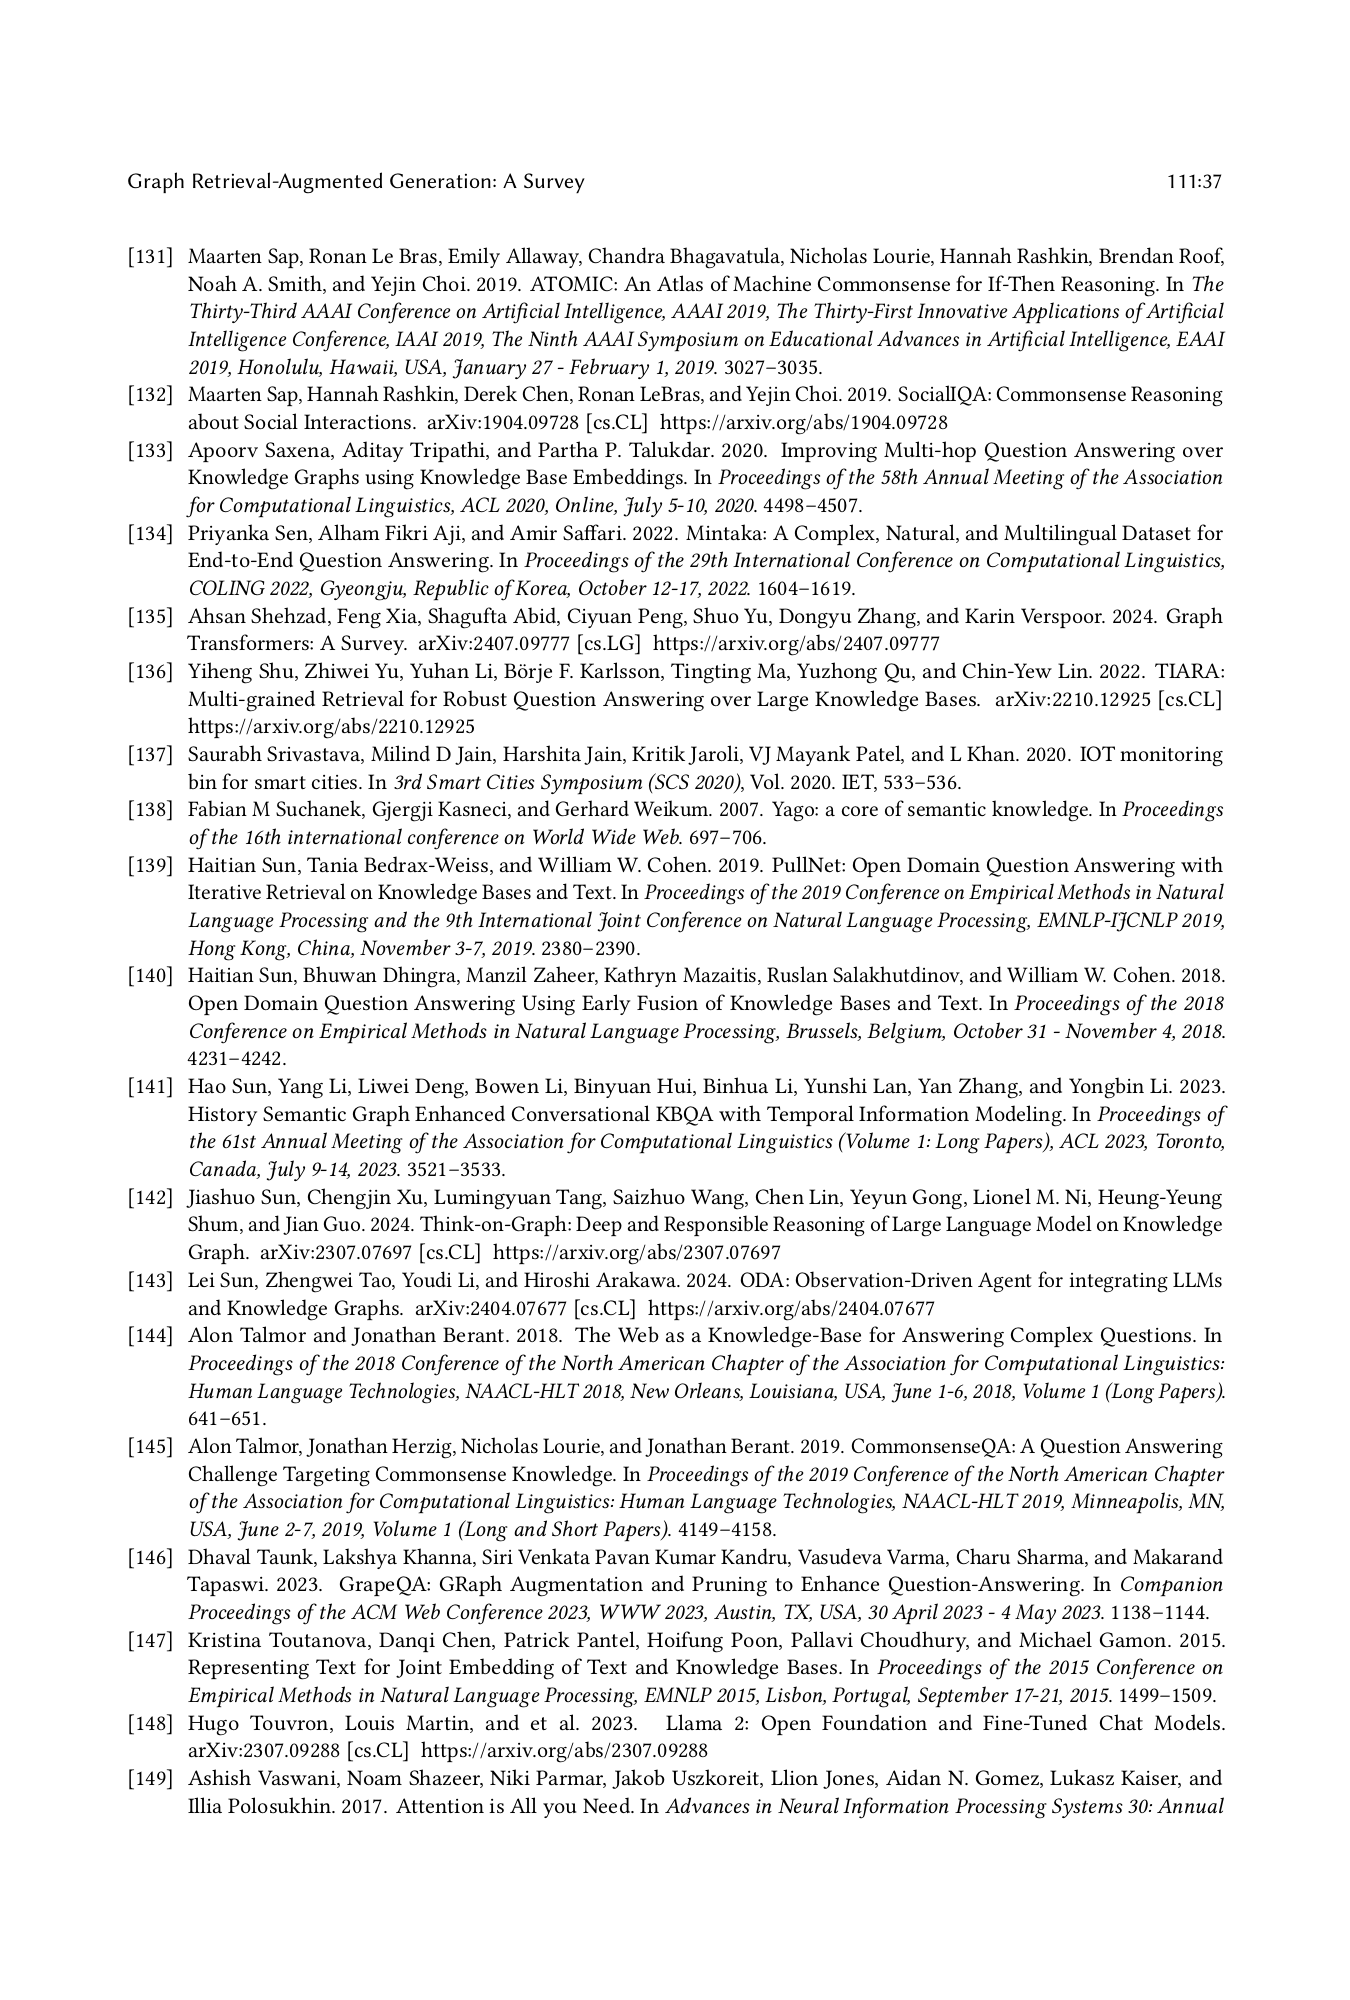 Graph Retrieval-Augmented Generation: A Survey 111:37
[131] Maarten Sap, Ronan Le Bras, Emily Allaway, Chandra Bhagavatula, Nicholas Lourie, Hannah Rashkin, Brendan Roof,
Noah A. Smith, and Yejin Choi. 2019. ATOMIC: An Atlas of Machine Commonsense for If-Then Reasoning. In The
Thirty-Third AAAI Conference on Artificial Intelligence, AAAI 2019, The Thirty-First Innovative Applications of Artificial
Intelligence Conference, IAAI 2019, The Ninth AAAI Symposium on Educational Advances in Artificial Intelligence, EAAI
2019, Honolulu, Hawaii, USA, January 27 - February 1, 2019. 3027–3035.
[132] Maarten Sap, Hannah Rashkin, Derek Chen, Ronan LeBras, and Yejin Choi. 2019. SocialIQA: Commonsense Reasoning
about Social Interactions. arXiv:1904.09728 [cs.CL] https://arxiv.org/abs/1904.09728
[133] Apoorv Saxena, Aditay Tripathi, and Partha P. Talukdar. 2020. Improving Multi-hop Question Answering over
Knowledge Graphs using Knowledge Base Embeddings. In Proceedings of the 58th Annual Meeting of the Association
for Computational Linguistics, ACL 2020, Online, July 5-10, 2020. 4498–4507.
[134] Priyanka Sen, Alham Fikri Aji, and Amir Saffari. 2022. Mintaka: A Complex, Natural, and Multilingual Dataset for
End-to-End Question Answering. In Proceedings of the 29th International Conference on Computational Linguistics,
COLING 2022, Gyeongju, Republic of Korea, October 12-17, 2022. 1604–1619.
[135] Ahsan Shehzad, Feng Xia, Shagufta Abid, Ciyuan Peng, Shuo Yu, Dongyu Zhang, and Karin Verspoor. 2024. Graph
Transformers: A Survey. arXiv:2407.09777 [cs.LG] https://arxiv.org/abs/2407.09777
[136] Yiheng Shu, Zhiwei Yu, Yuhan Li, Börje F. Karlsson, Tingting Ma, Yuzhong Qu, and Chin-Yew Lin. 2022. TIARA:
Multi-grained Retrieval for Robust Question Answering over Large Knowledge Bases. arXiv:2210.12925 [cs.CL]
https://arxiv.org/abs/2210.12925
[137] Saurabh Srivastava, Milind D Jain, Harshita Jain, Kritik Jaroli, VJ Mayank Patel, and L Khan. 2020. IOT monitoring
bin for smart cities. In 3rd Smart Cities Symposium (SCS 2020), Vol. 2020. IET, 533–536.
[138] Fabian M Suchanek, Gjergji Kasneci, and Gerhard Weikum. 2007. Yago: a core of semantic knowledge. In Proceedings
of the 16th international conference on World Wide Web. 697–706.
[139] Haitian Sun, Tania Bedrax-Weiss, and William W. Cohen. 2019. PullNet: Open Domain Question Answering with
Iterative Retrieval on Knowledge Bases and Text. In Proceedings of the 2019 Conference on Empirical Methods in Natural
Language Processing and the 9th International Joint Conference on Natural Language Processing, EMNLP-IJCNLP 2019,
Hong Kong, China, November 3-7, 2019. 2380–2390.
[140] Haitian Sun, Bhuwan Dhingra, Manzil Zaheer, Kathryn Mazaitis, Ruslan Salakhutdinov, and William W. Cohen. 2018.
Open Domain Question Answering Using Early Fusion of Knowledge Bases and Text. In Proceedings of the 2018
Conference on Empirical Methods in Natural Language Processing, Brussels, Belgium, October 31 - November 4, 2018.
4231–4242.
[141] Hao Sun, Yang Li, Liwei Deng, Bowen Li, Binyuan Hui, Binhua Li, Yunshi Lan, Yan Zhang, and Yongbin Li. 2023.
History Semantic Graph Enhanced Conversational KBQA with Temporal Information Modeling. In Proceedings of
the 61st Annual Meeting of the Association for Computational Linguistics (Volume 1: Long Papers), ACL 2023, Toronto,
Canada, July 9-14, 2023. 3521–3533.
[142] Jiashuo Sun, Chengjin Xu, Lumingyuan Tang, Saizhuo Wang, Chen Lin, Yeyun Gong, Lionel M. Ni, Heung-Yeung
Shum, and Jian Guo. 2024. Think-on-Graph: Deep and Responsible Reasoning of Large Language Model on Knowledge
Graph. arXiv:2307.07697 [cs.CL] https://arxiv.org/abs/2307.07697
[143] Lei Sun, Zhengwei Tao, Youdi Li, and Hiroshi Arakawa. 2024. ODA: Observation-Driven Agent for integrating LLMs
and Knowledge Graphs. arXiv:2404.07677 [cs.CL] https://arxiv.org/abs/2404.07677
[144] Alon Talmor and Jonathan Berant. 2018. The Web as a Knowledge-Base for Answering Complex Questions. In
Proceedings of the 2018 Conference of the North American Chapter of the Association for Computational Linguistics:
Human Language Technologies, NAACL-HLT 2018, New Orleans, Louisiana, USA, June 1-6, 2018, Volume 1 (Long Papers).
641–651.
[145] Alon Talmor, Jonathan Herzig, Nicholas Lourie, and Jonathan Berant. 2019. CommonsenseQA: A Question Answering
Challenge Targeting Commonsense Knowledge. In Proceedings of the 2019 Conference of the North American Chapter
of the Association for Computational Linguistics: Human Language Technologies, NAACL-HLT 2019, Minneapolis, MN,
USA, June 2-7, 2019, Volume 1 (Long and Short Papers). 4149–4158.
[146] Dhaval Taunk, Lakshya Khanna, Siri Venkata Pavan Kumar Kandru, Vasudeva Varma, Charu Sharma, and Makarand
Tapaswi. 2023. GrapeQA: GRaph Augmentation and Pruning to Enhance Question-Answering. In Companion
Proceedings of the ACM Web Conference 2023, WWW 2023, Austin, TX, USA, 30 April 2023 - 4 May 2023. 1138–1144.
[147] Kristina Toutanova, Danqi Chen, Patrick Pantel, Hoifung Poon, Pallavi Choudhury, and Michael Gamon. 2015.
Representing Text for Joint Embedding of Text and Knowledge Bases. In Proceedings of the 2015 Conference on
Empirical Methods in Natural Language Processing, EMNLP 2015, Lisbon, Portugal, September 17-21, 2015. 1499–1509.
[148] Hugo Touvron, Louis Martin, and et al. 2023. Llama 2: Open Foundation and Fine-Tuned Chat Models.
arXiv:2307.09288 [cs.CL] https://arxiv.org/abs/2307.09288
[149] Ashish Vaswani, Noam Shazeer, Niki Parmar, Jakob Uszkoreit, Llion Jones, Aidan N. Gomez, Lukasz Kaiser, and
Illia Polosukhin. 2017. Attention is All you Need. In Advances in Neural Information Processing Systems 30: Annual